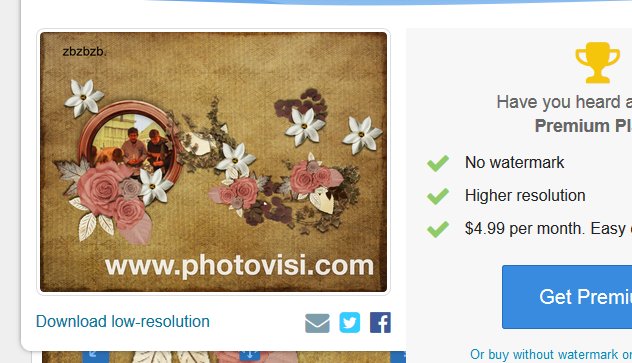 zbzbzb.
www.photovisi.com
Download low-resolution
Have you heard a
Premium Pl
No watermark
Higher resolution
$4.99 per month. Easy
Get Premiu
Or buy without watermark or